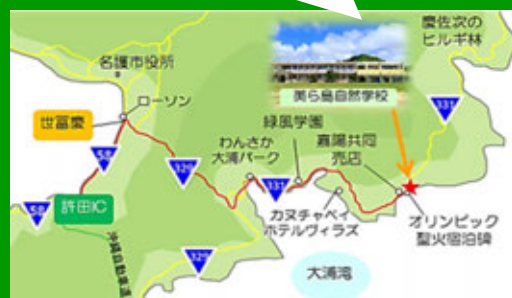 慶佐次の
ヒルギ林
名護市役所
ローソン
美ら島自然学校
331
世冨慶
緑風学園
わんさか
大浦パーク
嘉陽共同
売店
58
329
331
許田IC
58
カヌチャベイ
ホテルヴィラズ
オリンピック
聖火宿泊碑
沖縄自動車道
329
大浦湾